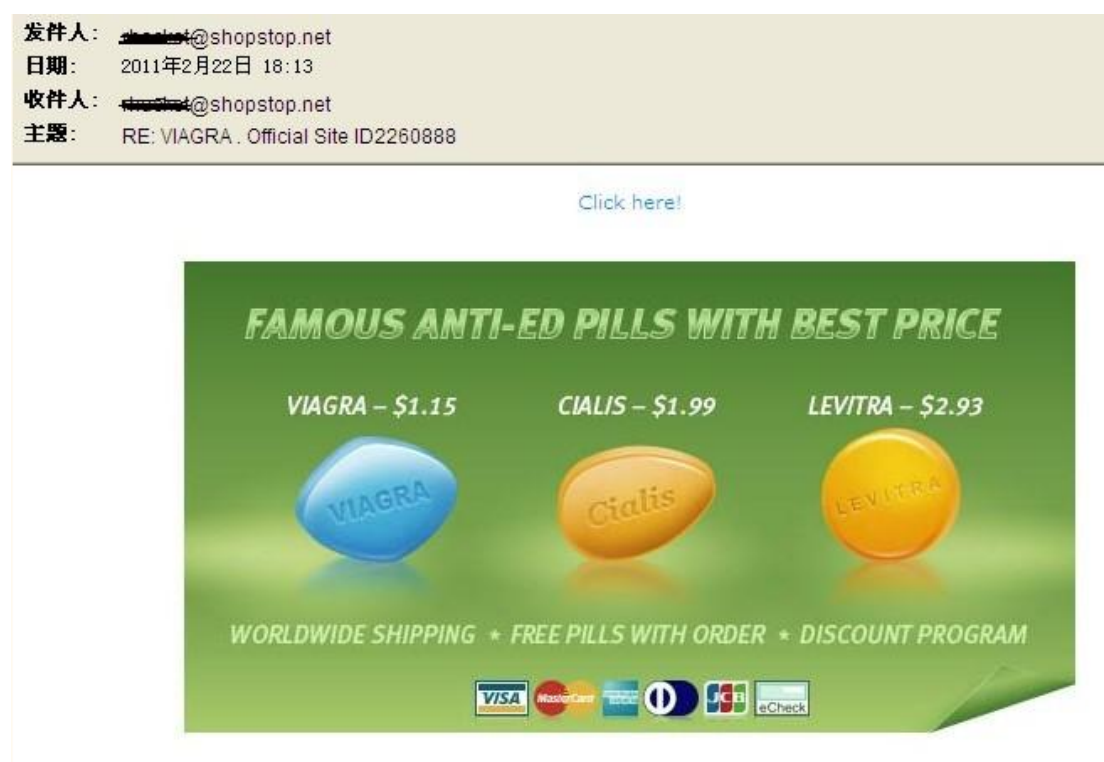 发件人: @shopstop.net
日期: 2011年2月22日 18:13
收件人: @shopstop.net
主题: RE: VIAGRA . Official Site ID2260888
Click here!
FAMOUS ANTI-ED PILLS WITH BEST PRICE
VIAGRA – $1.15 CIALIS – $1.99 LEVITRA – $2.93
VIAGRA Cialis LEVITRA
WORLDWIDE SHIPPING * FREE PILLS WITH ORDER * DISCOUNT PROGRAM
VISA MasterCard JCB eCheck